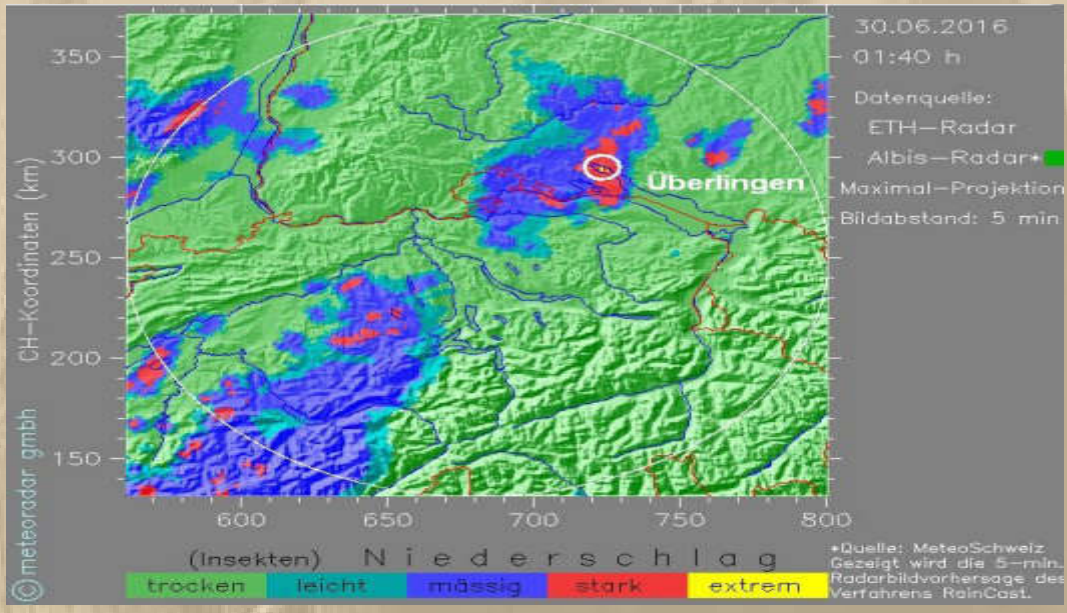 30.06.2016
01:40 h
Datenquelle:
ETH-Radar
Albis-Radar*
Maximal-Projektion
Bildabstand: 5 min
Überlingen
CH-Koordinaten (km)
350
300
250
200
150
600 650 700 750 800
(Insekten) Niederschlag
trocken leicht mässig stark extrem
*Quelle: MeteoSchweiz
Gezeigt wird die 5-min.
Radarbildvorhersage des
Verfahrens RainCast.
© meteoradar gmbh